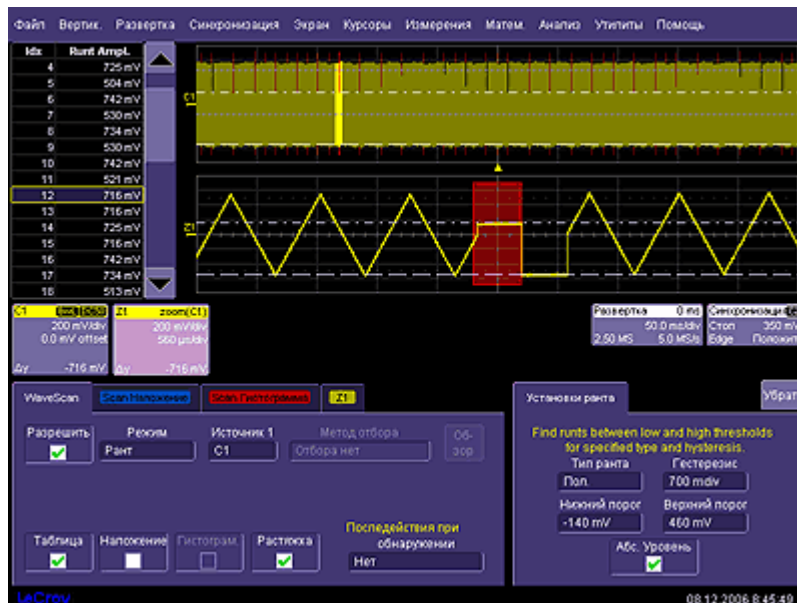 Файл Вертик. Развертка Синхронизация Экран Курсоры Измерения Матем. Анализ Утилиты Помощь
Idx Runt Ampl.
4 725 mV
5 504 mV
6 742 mV
7 530 mV
8 734 mV
9 530 mV
10 742 mV
11 521 mV
12 716 mV
13 716 mV
14 725 mV
15 716 mV
16 742 mV
17 734 mV
18 513 mV
C1
Z1
C1
200 mV/div
0.0 mV offset
Δy -716 mV
Z1 zoom(C1)
200 mV/div
560 µs/div
Δy -716 mV
Развертка 0 ms
50.0 ms/div
2.50 MS 5.0 MS/s
Синхронизация
Стоп 350 mV
Edge Положит
WaveScan Scan Наложение Scan Гистограмма Z1
Разрешить Режим Источник 1 Метод отбора Об-
зор
Рант C1 Отбора нет
Таблица Наложение Гистограм. Растяжка
Последействия при
обнаружении
Нет
Установки ранта Убрат
Find runts between low and high thresholds
for specified type and hysteresis.
Тип ранта Гестерезис
Пол. 700 mdiv
Нижний порог Верхний порог
-140 mV 460 mV
Абс. Уровень
LeCroy
08.12.2006 8:45:49